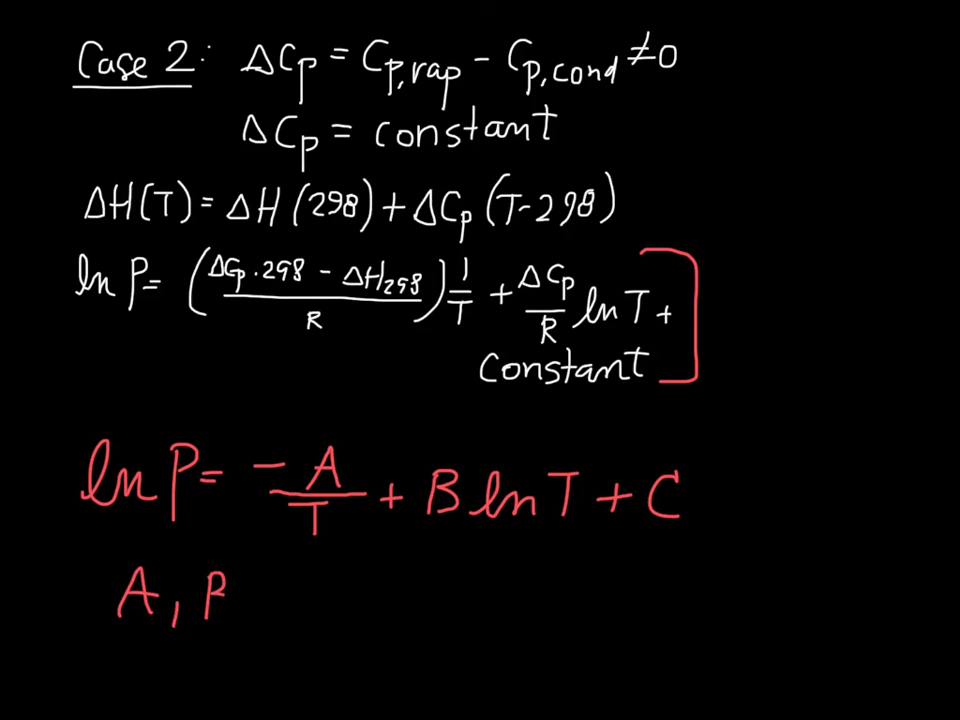 Case 2: ΔCp = Cp,vap - Cp,cond ≠ 0
ΔCp = constant
ΔH(T) = ΔH(298) + ΔCp(T-298)
ln P = (ΔCp·298 - ΔH298 / R) 1/T + ΔCp/R ln T +
Constant
ln P = -A/T + B ln T + C
A, B